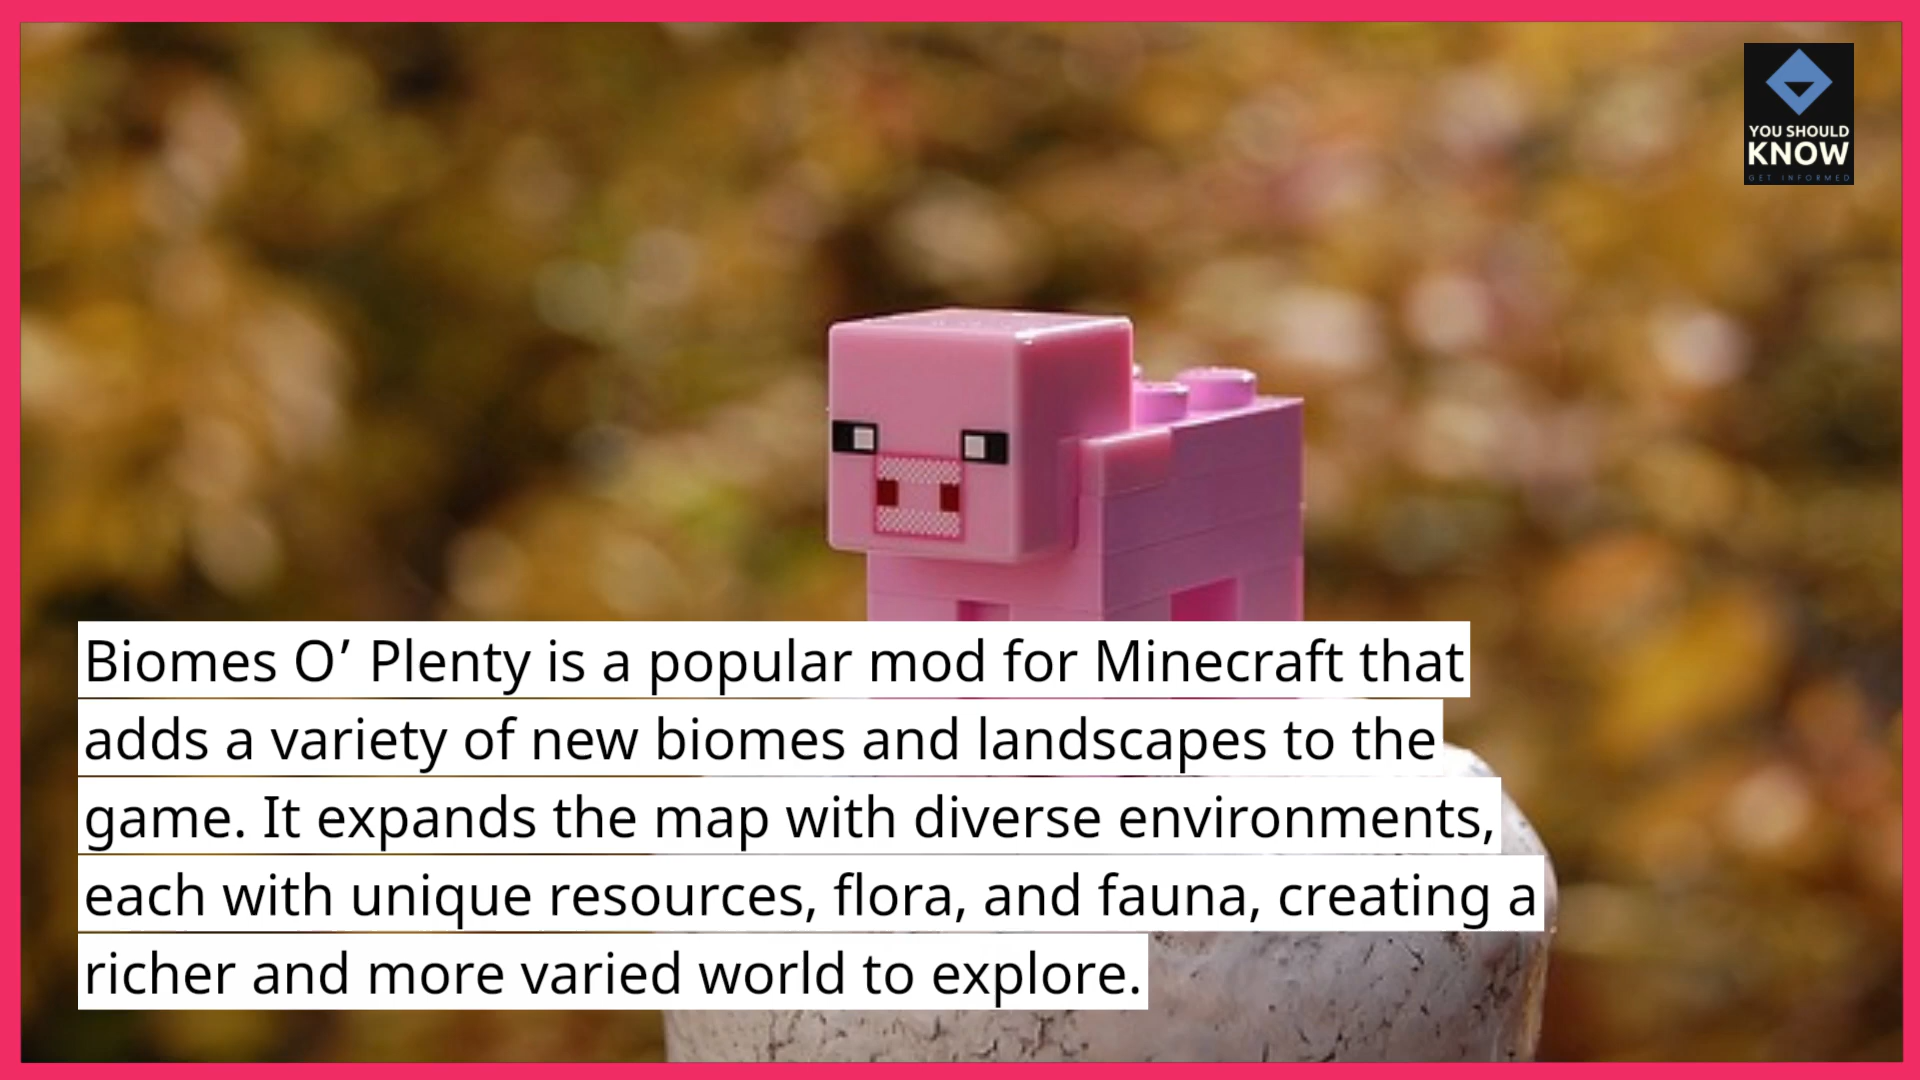 YOU SHOULD
KNOW
GET INFORMED
Biomes O’ Plenty is a popular mod for Minecraft that
adds a variety of new biomes and landscapes to the
game. It expands the map with diverse environments,
each with unique resources, flora, and fauna, creating a
richer and more varied world to explore.